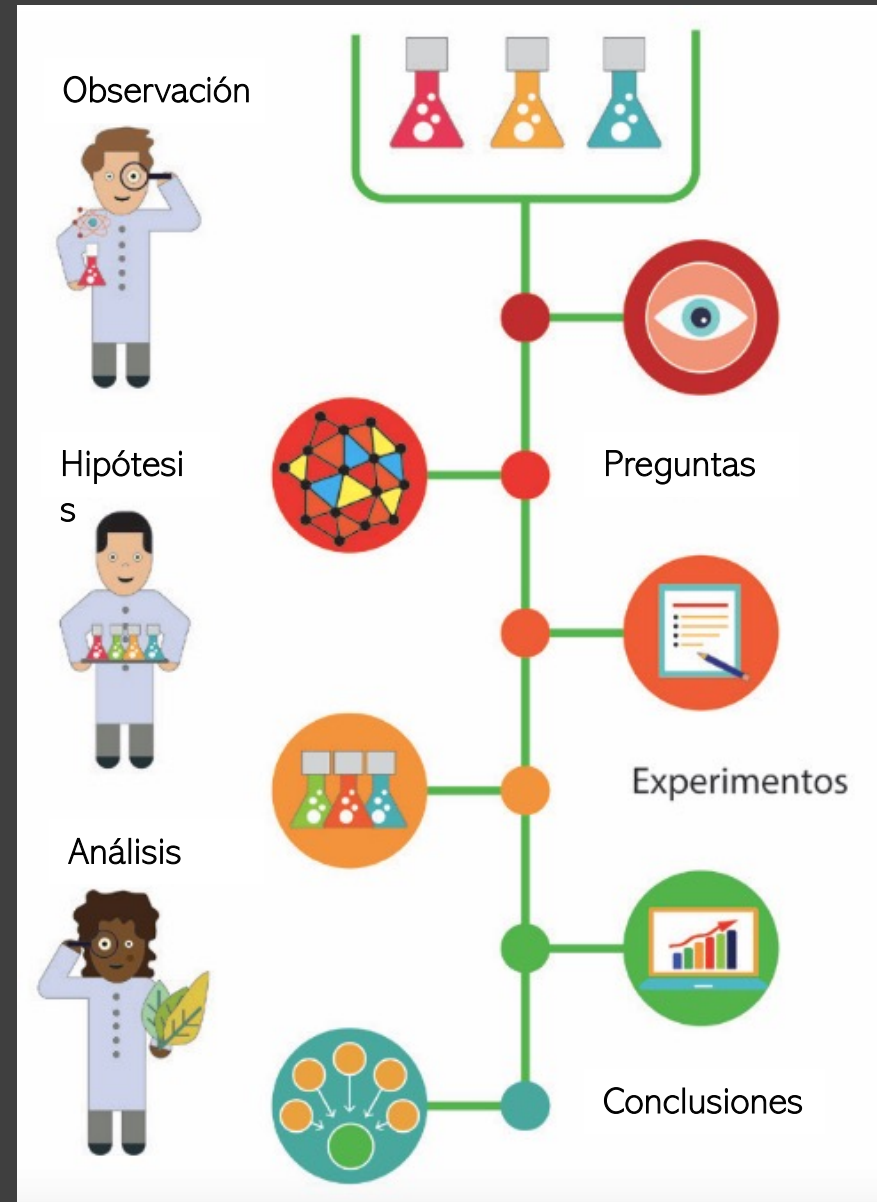 Observación
Hipótesi
s
Preguntas
Experimentos
Análisis
Conclusiones